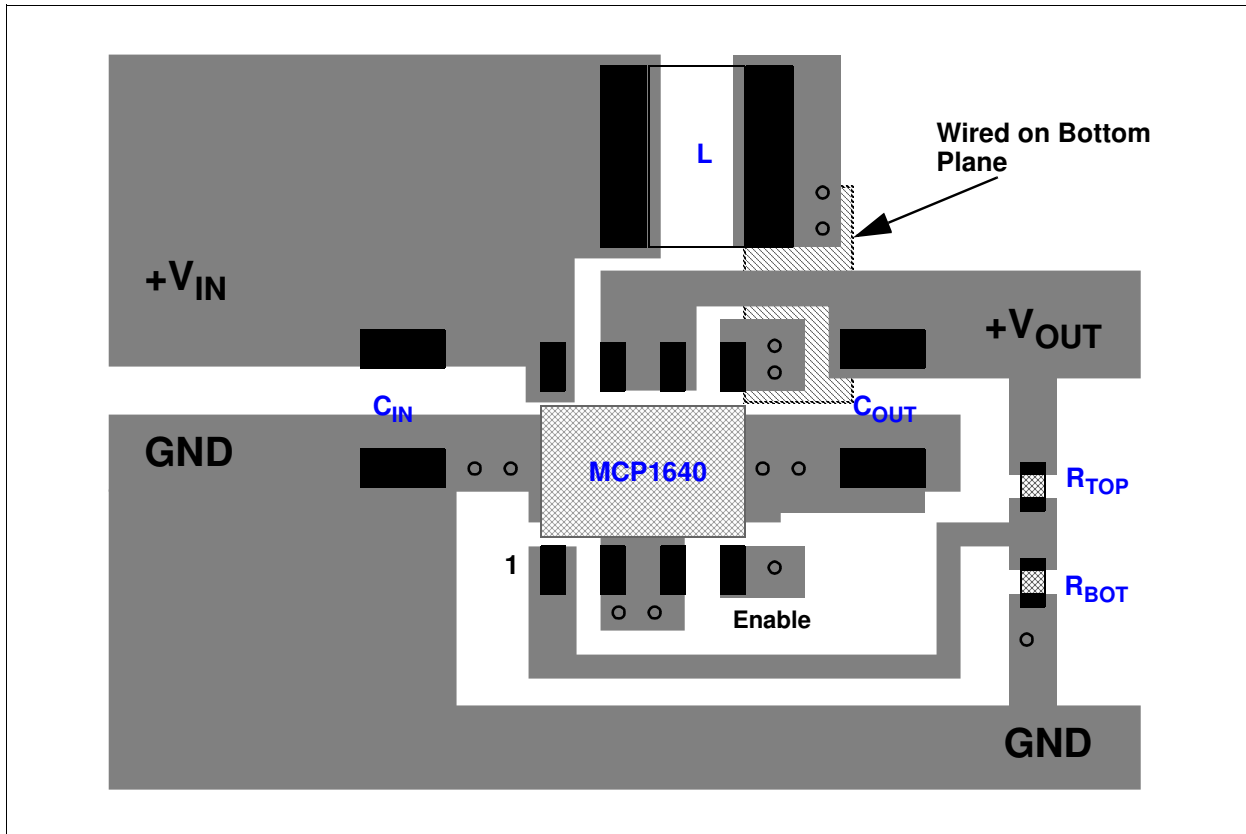 L
Wired on Bottom
Plane
+VIN
+VOUT
CIN
COUT
GND
MCP1640
RTOP
1
RBOT
Enable
GND